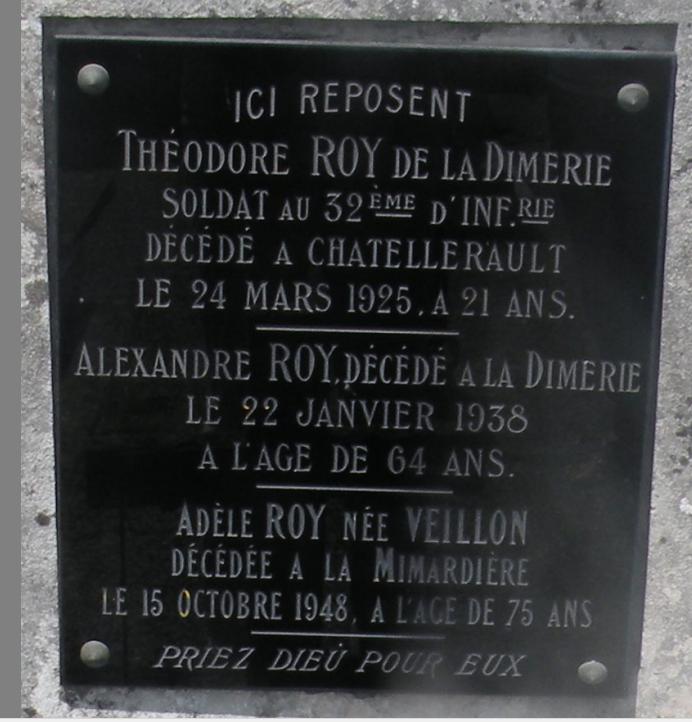 ICI REPOSENT
THÉODORE ROY DE LA DIMERIE
SOLDAT AU 32ÈME D'INF.RIE
DÉCÉDÉ A CHATELLERAULT
LE 24 MARS 1925, A 21 ANS.
ALEXANDRE ROY, DÉCÉDÉ A LA DIMERIE
LE 22 JANVIER 1938
A L'AGE DE 64 ANS.
ADÈLE ROY NÉE VEILLON
DÉCÉDÉE A LA MIMARDIÈRE
LE 15 OCTOBRE 1948, A L'AGE DE 75 ANS
PRIEZ DIEU POUR EUX